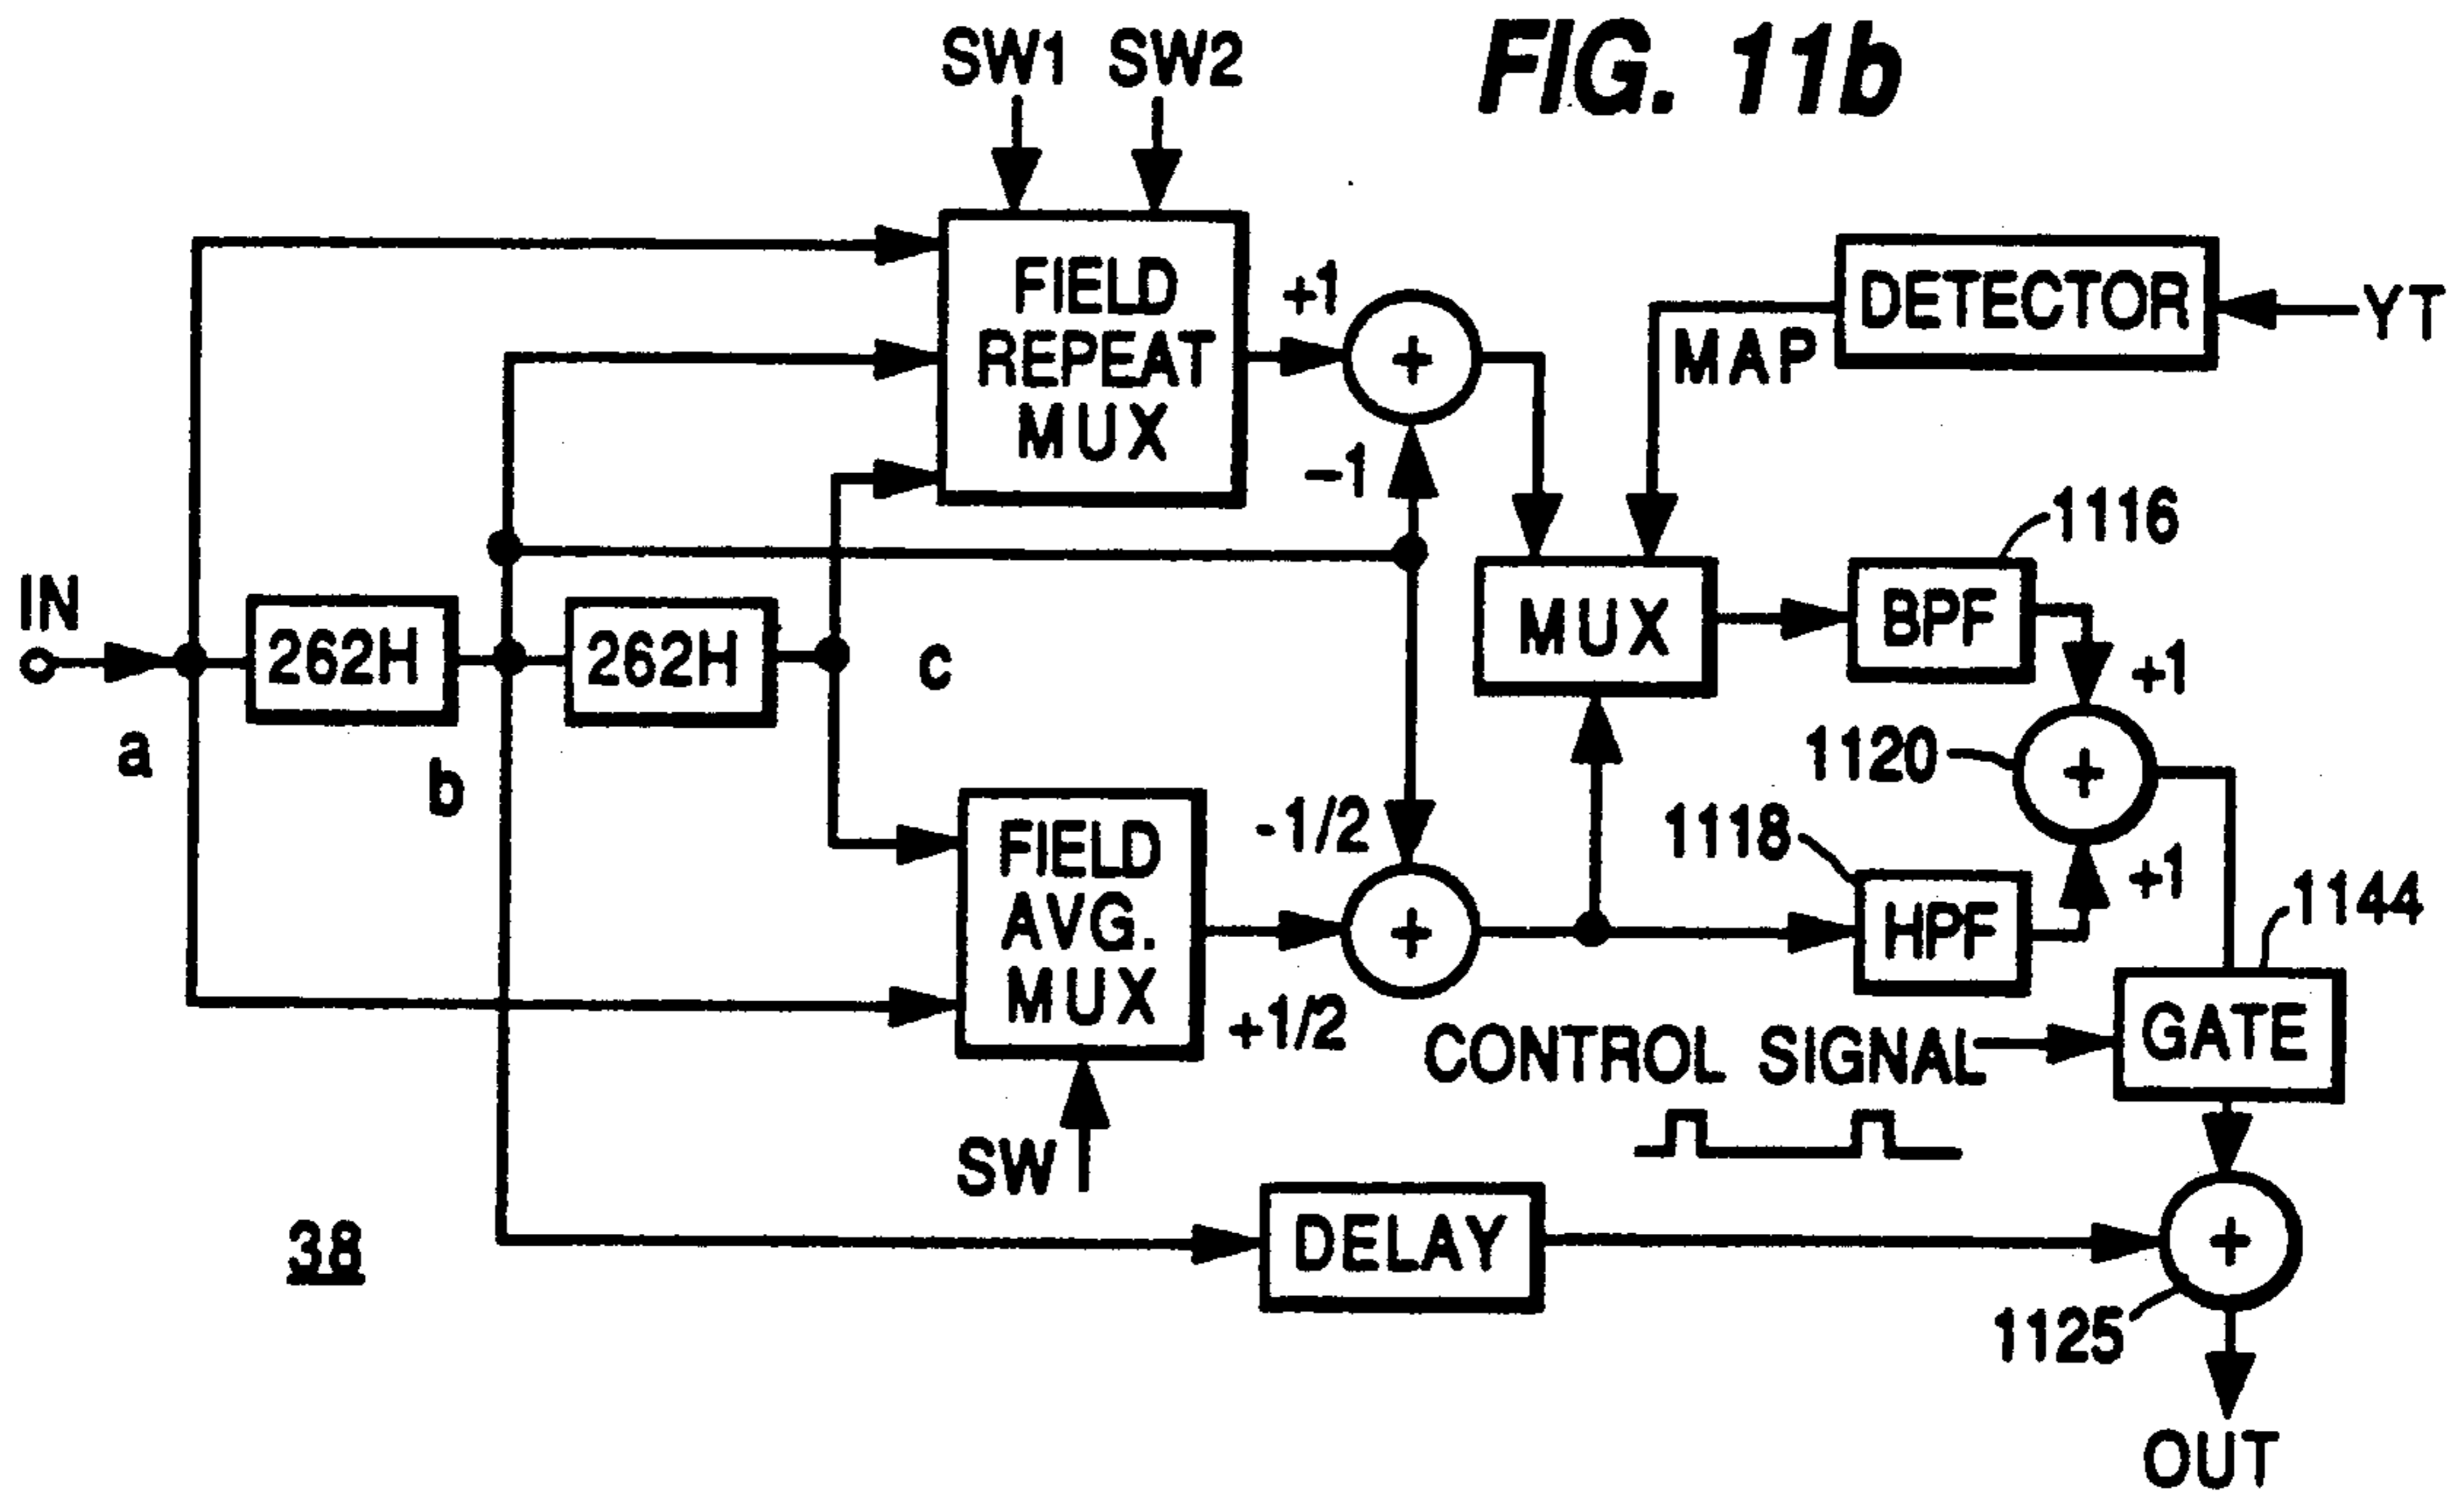 FIG. 11b
SW1 SW2
FIELD
REPEAT
MUX
+1
-1
DETECTOR
YT
MAP
1116
IN
262H
262H
a
b
c
MUX
BPF
+1
1120
+
+
FIELD
AVG.
MUX
-1/2
+1/2
+
1118
HPF
+1
1144
CONTROL SIGNAL
GATE
SW
38
DELAY
+
1125
OUT